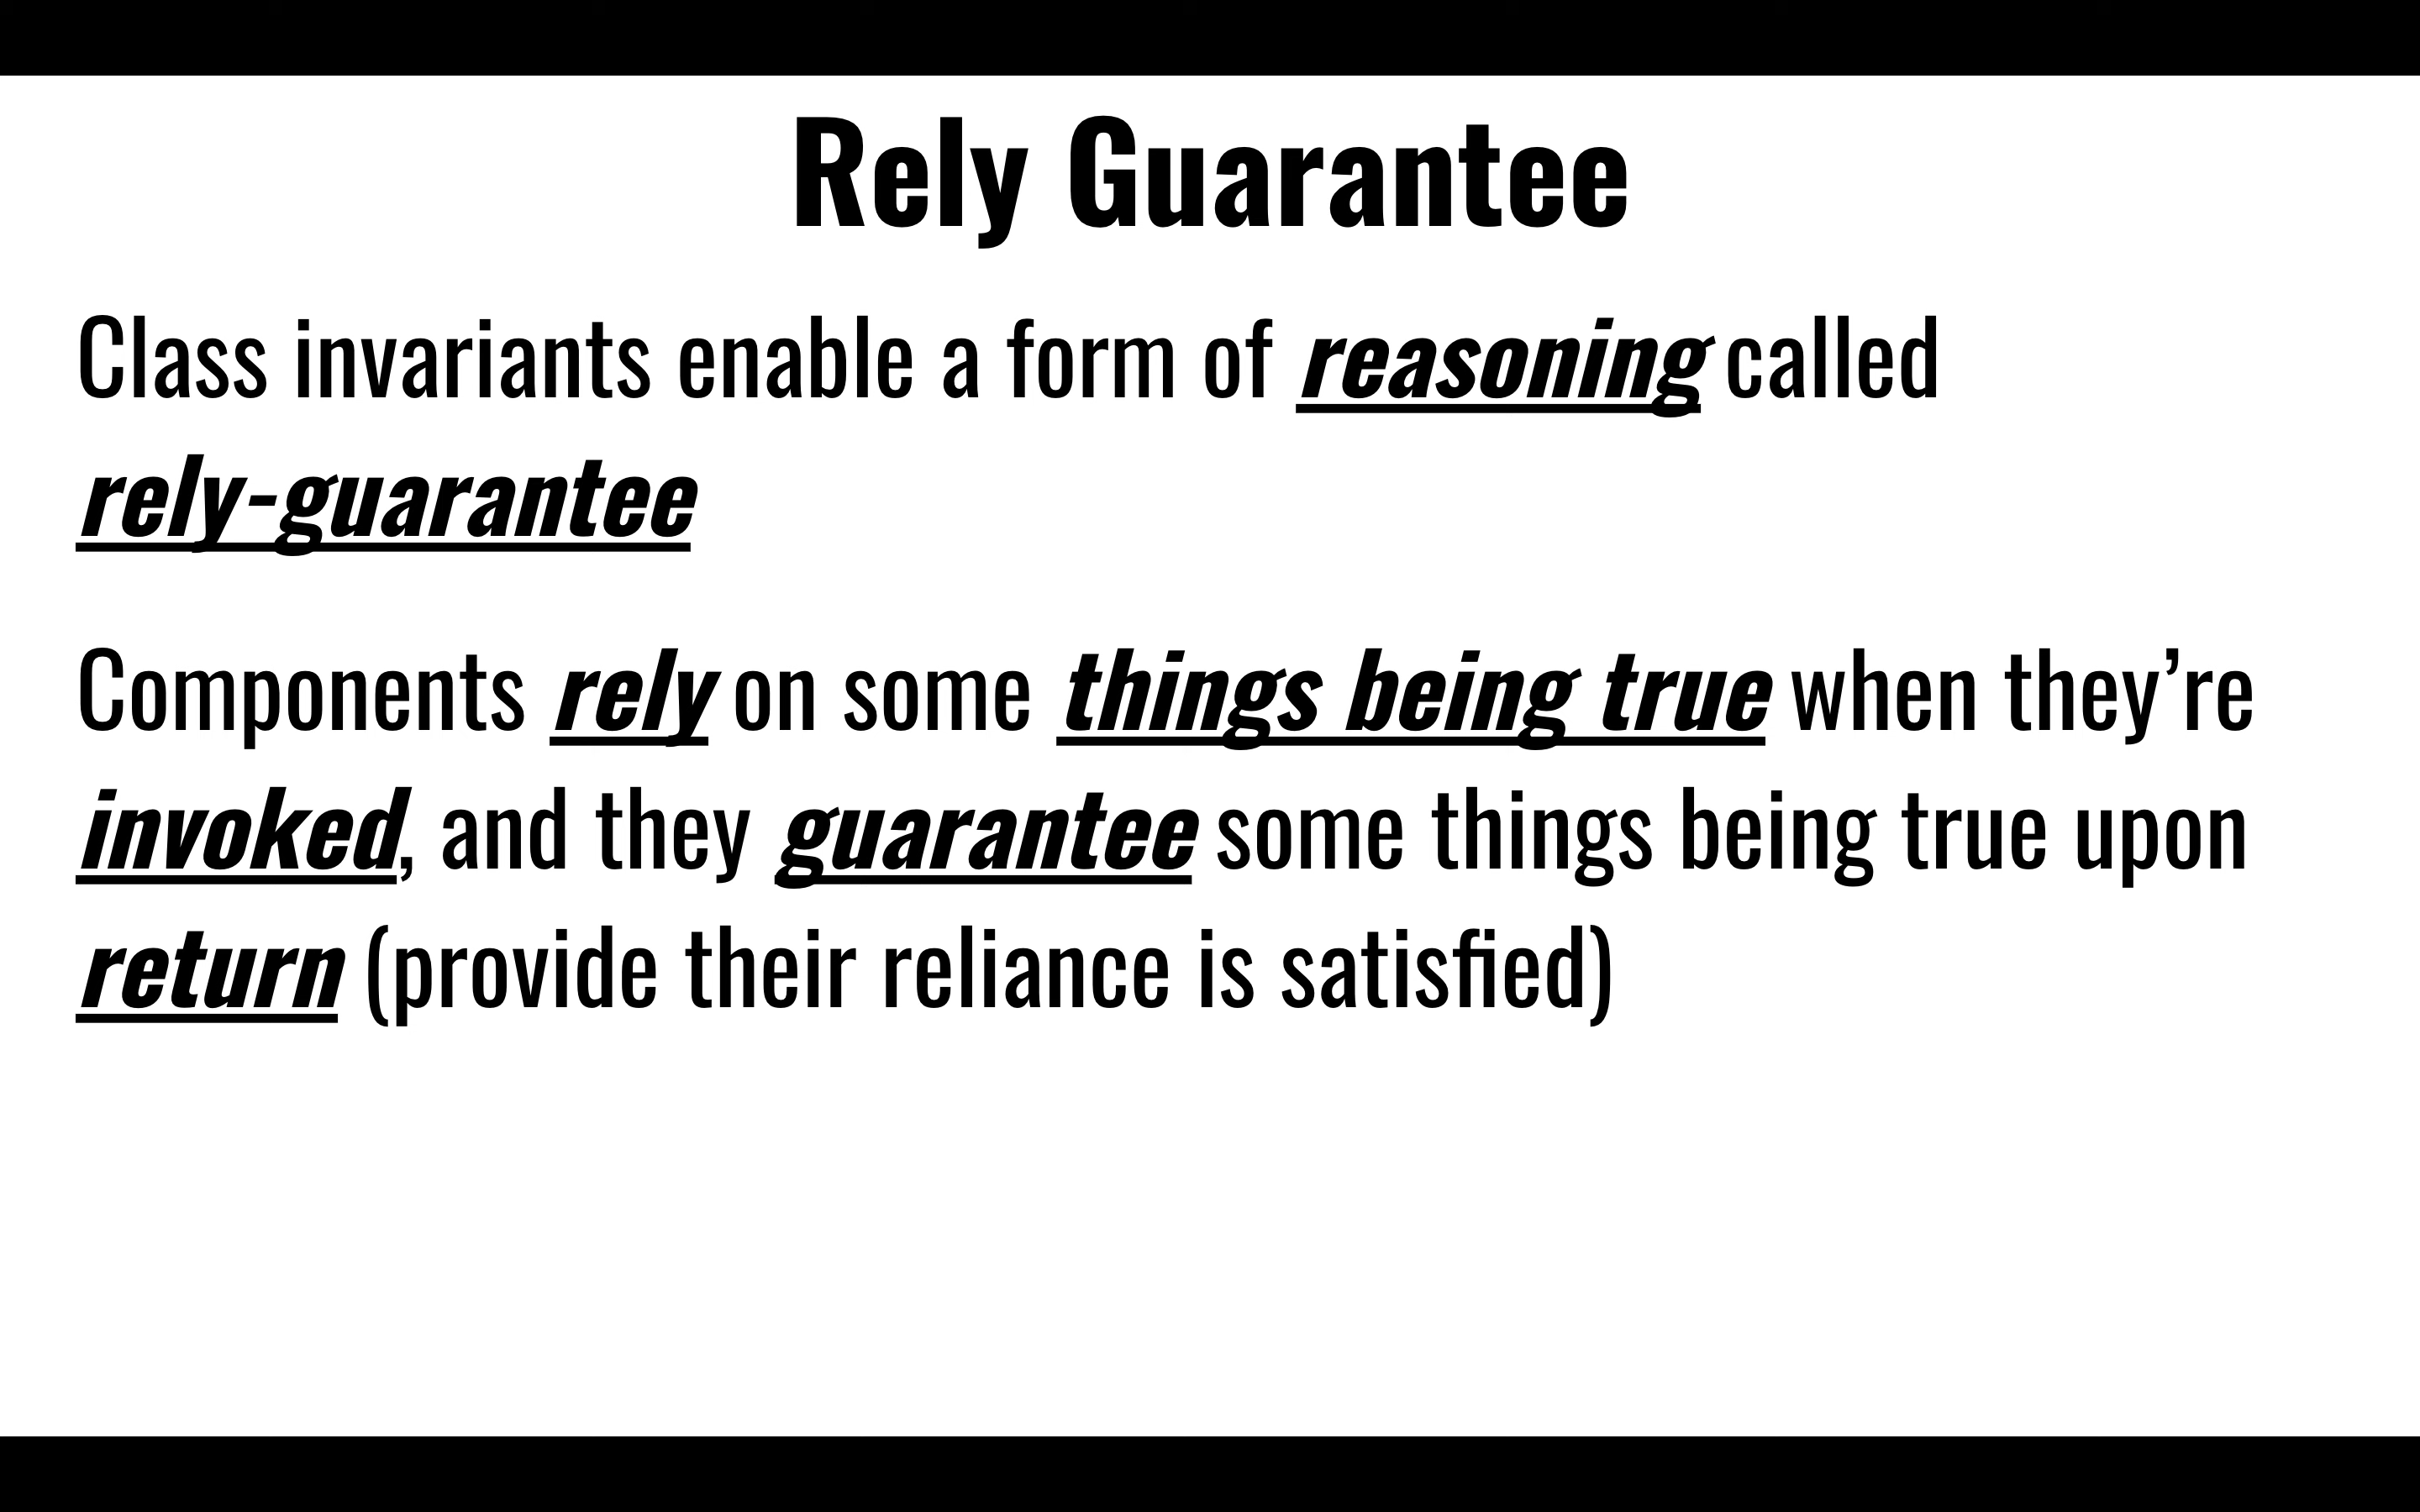 Rely Guarantee
Class invariants enable a form of reasoning called
rely-guarantee
Components rely on some things being true when they’re
invoked, and they guarantee some things being true upon
return (provide their reliance is satisfied)